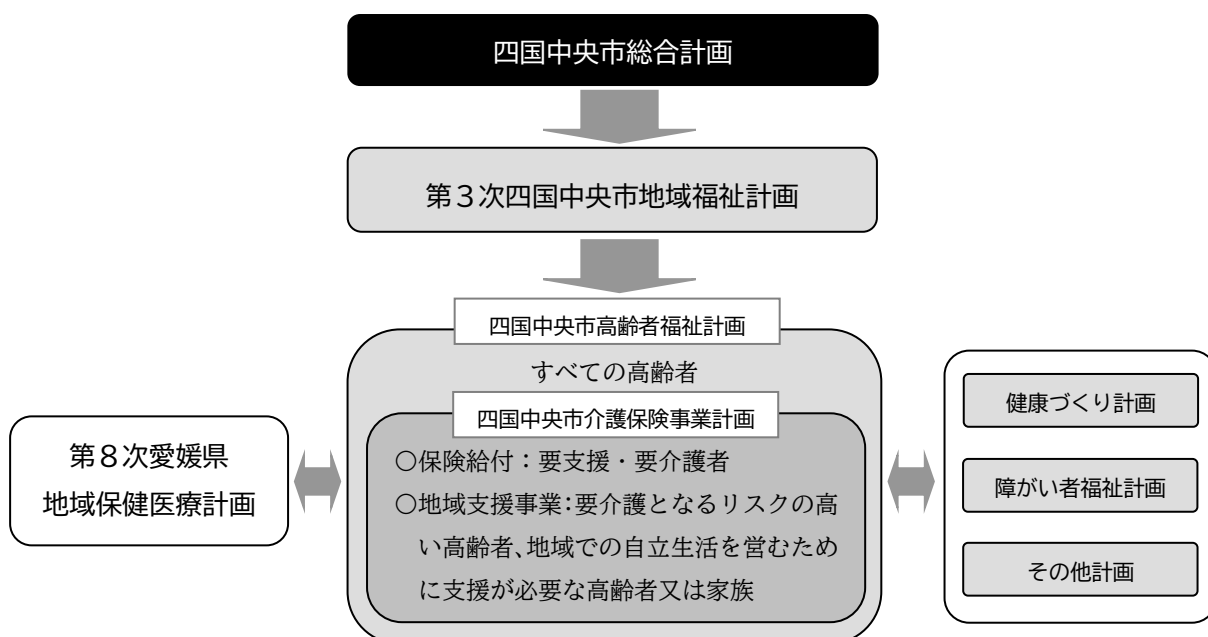 四国中央市総合計画
第３次四国中央市地域福祉計画
四国中央市高齢者福祉計画
すべての高齢者
四国中央市介護保険事業計画
○保険給付：要支援・要介護者
○地域支援事業：要介護となるリスクの高
い高齢者、地域での自立生活を営むため
に支援が必要な高齢者又は家族
第８次愛媛県
地域保健医療計画
健康づくり計画
障がい者福祉計画
その他計画